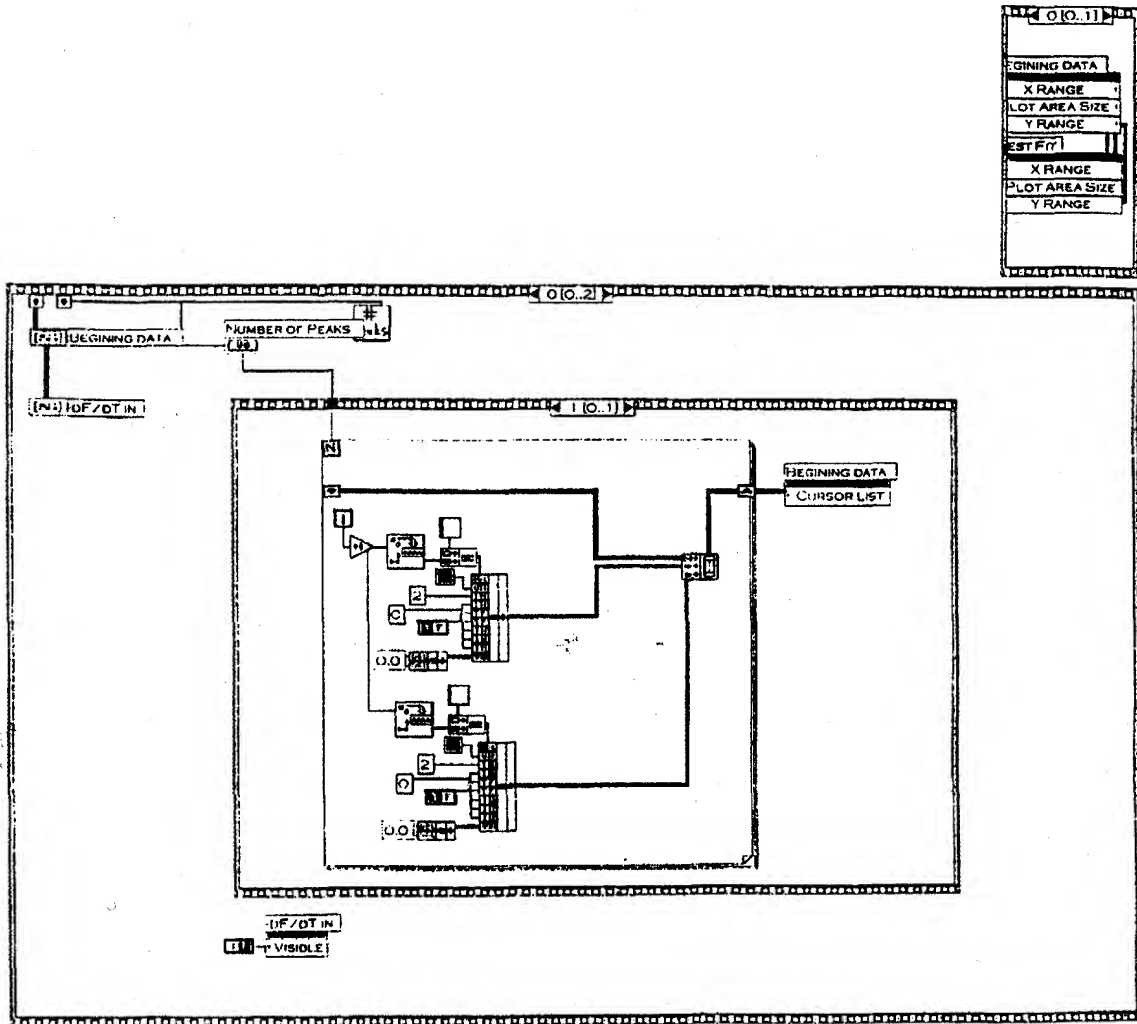 0 [0..1]
EGINING DATA
X RANGE
LOT AREA SIZE
Y RANGE
EST FIT
X RANGE
PLOT AREA SIZE
Y RANGE
0 [0..2]
#
NUMBER OF PEAKS
BEGINING DATA
DF/DT IN
1 [0..1]
N
BEGINING DATA
CURSOR LIST
2
0
0.0
2
0
0.0
DF/DT IN
VISIBLE